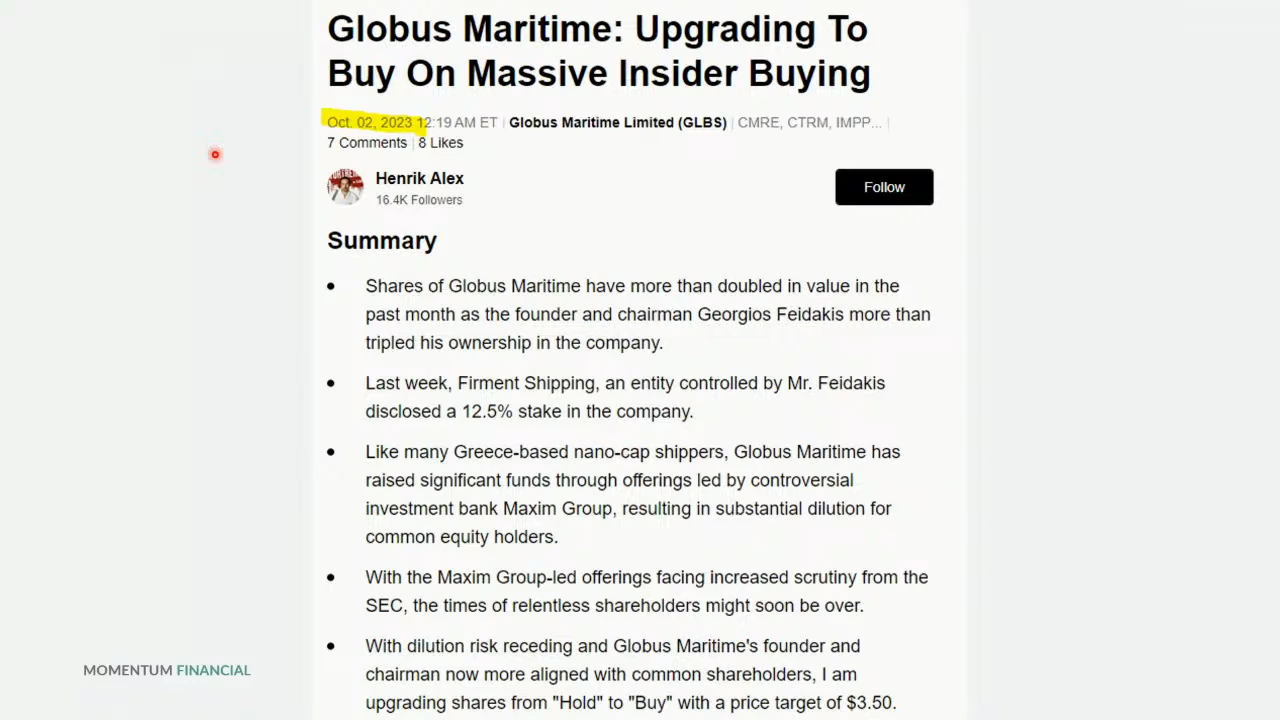 Globus Maritime: Upgrading To
Buy On Massive Insider Buying
Oct. 02, 2023 12:19 AM ET | Globus Maritime Limited (GLBS) | CMRE, CTRM, IMPP... |
7 Comments | 8 Likes
Henrik Alex
16.4K Followers
Follow
Summary
Shares of Globus Maritime have more than doubled in value in the
past month as the founder and chairman Georgios Feidakis more than
tripled his ownership in the company.
Last week, Firment Shipping, an entity controlled by Mr. Feidakis
disclosed a 12.5% stake in the company.
Like many Greece-based nano-cap shippers, Globus Maritime has
raised significant funds through offerings led by controversial
investment bank Maxim Group, resulting in substantial dilution for
common equity holders.
With the Maxim Group-led offerings facing increased scrutiny from the
SEC, the times of relentless shareholders might soon be over.
With dilution risk receding and Globus Maritime's founder and
chairman now more aligned with common shareholders, I am
upgrading shares from "Hold" to "Buy" with a price target of $3.50.
MOMENTUM FINANCIAL